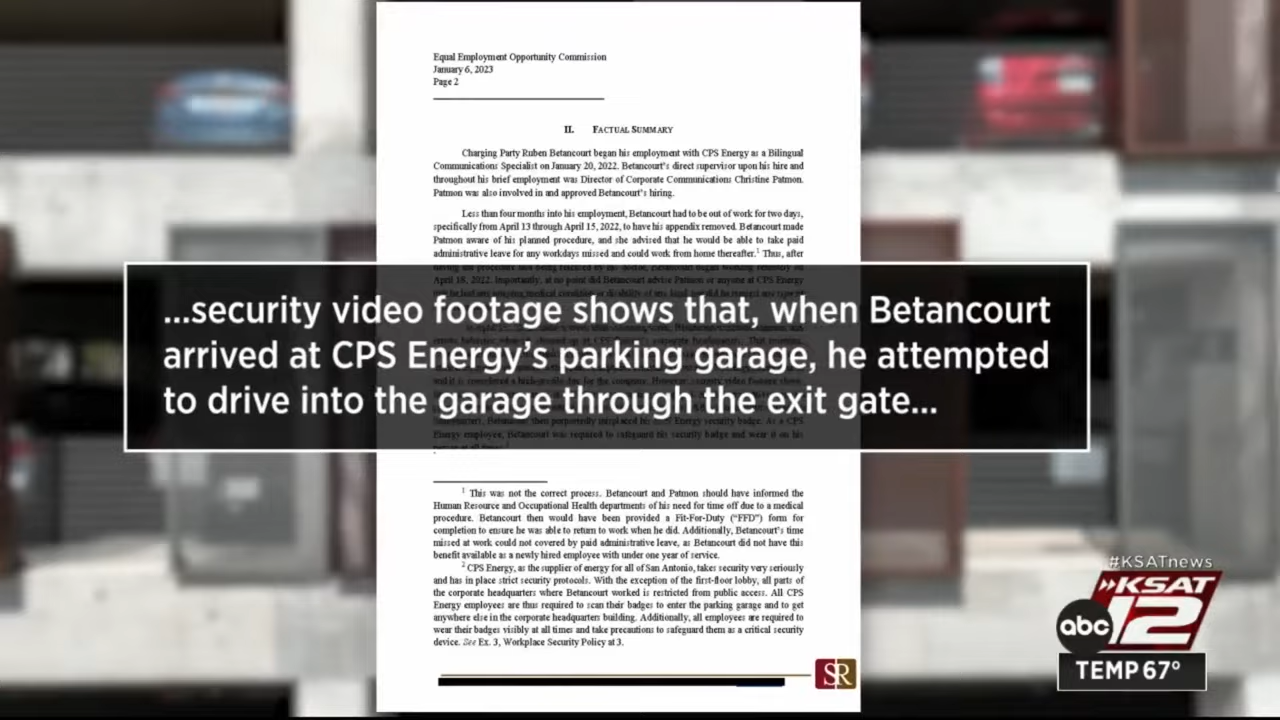 Equal Employment Opportunity Commission
January 6, 2023
Page 2
II. FACTUAL SUMMARY
Charging Party Ruben Betancourt began his employment with CPS Energy as a Bilingual
Communications Specialist on January 20, 2022. Betancourt's direct supervisor upon his hire and
throughout his brief employment was Director of Corporate Communications Christine Patmon.
Patmon was also involved in and approved Betancourt's hiring.
Less than four months into his employment, Betancourt had to be out of work for two days,
specifically from April 13 through April 15, 2022, to have his appendix removed. Betancourt made
Patmon aware of his planned procedure, and she advised that he would be able to take paid
administrative leave for any workdays missed and could work from home thereafter.1 Thus, after
...security video footage shows that, when Betancourt
arrived at CPS Energy's parking garage, he attempted
to drive into the garage through the exit gate...
Energy employee, Betancourt was required to safeguard his security badge and wear it on his
1 This was not the correct process. Betancourt and Patmon should have informed the
Human Resource and Occupational Health departments of his need for time off due to a medical
procedure. Betancourt then would have been provided a Fit-For-Duty ("FFD") form for
completion to ensure he was able to return to work when he did. Additionally, Betancourt's time
missed at work could not covered by paid administrative leave, as Betancourt did not have this
benefit available as a newly hired employee with under one year of service.
2 CPS Energy, as the supplier of energy for all of San Antonio, takes security very seriously
and has in place strict security protocols. With the exception of the first-floor lobby, all parts of
the corporate headquarters where Betancourt worked is restricted from public access. All CPS
Energy employees are thus required to scan their badges to enter the parking garage and to get
anywhere else in the corporate headquarters building. Additionally, all employees are required to
wear their badges visibly at all times and take precautions to safeguard them as a critical security
device. See Ex. 3, Workplace Security Policy at 3.
SR
#KSATnews
KSAT
abc 12
TEMP 67°